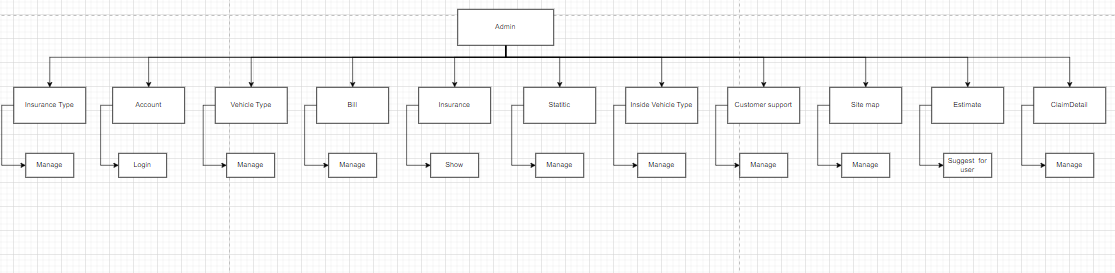 Admin
Insurance Type
Account
Vehicle Type
Bill
Insurance
Statitic
Inside Vehicle Type
Customer support
Site map
Estimate
ClaimDetail
Manage
Login
Manage
Manage
Show
Manage
Manage
Manage
Manage
Suggest for
user
Manage